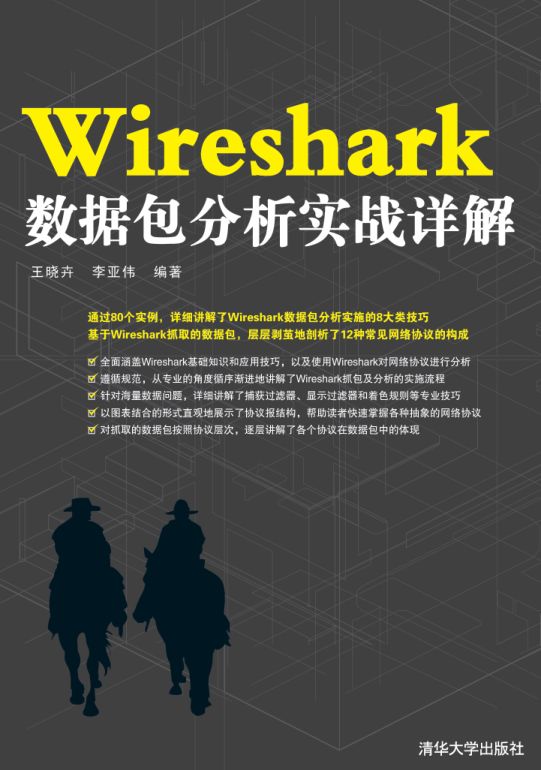 Wireshark
数据包分析实战详解
王晓卉 李亚伟 编著
通过80个实例，详细讲解了Wireshark数据包分析实施的8大类技巧
基于Wireshark抓取的数据包，层层剥茧地剖析了12种常见网络协议的构成
全面涵盖Wireshark基础知识和应用技巧，以及使用Wireshark对网络协议进行分析
遵循规范，从专业的角度循序渐进地讲解了Wireshark抓包及分析的实施流程
针对海量数据问题，详细讲解了捕获过滤器、显示过滤器和着色规则等专业技巧
以图表结合的形式直观地展示了协议报结构，帮助读者快速掌握各种抽象的网络协议
对抓取的数据包按照协议层次，逐层讲解了各个协议在数据包中的体现
清华大学出版社